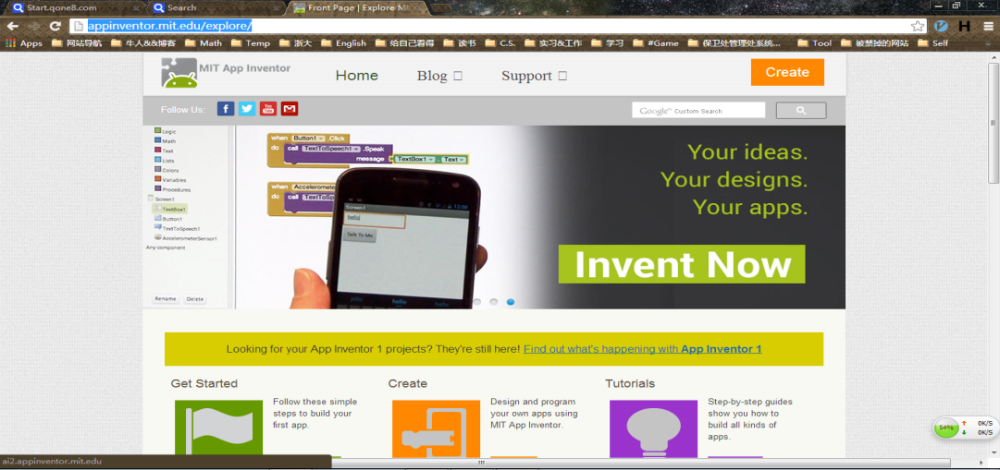 Start.qone8.com
Search
Front Page | Explore MI
appinventor.mit.edu/explore/
Apps 网站导航 牛人&&博客 Math Temp 浙大 English 给自己看得 读书 C.S. 实习&工作 学习 #Game 保卫处管理处系统... Tool 被禁掉的网站 Self
MIT App Inventor
Home Blog Support
Create
Follow Us:
Google™ Custom Search
Logic
Math
Text
Lists
Colors
Variables
Procedures
Screen1
TextBox1
Button1
TextToSpeech1
AccelerometerSensor1
Any component
Rename Delete
when Button1 .Click
do call TextToSpeech1 .Speak
message TextBox1 . Text
when Accelerome
do call TextToSp
Screen1
hello
Talk To Me
hello
Your ideas.
Your designs.
Your apps.
Invent Now
Looking for your App Inventor 1 projects? They're still here! Find out what's happening with App Inventor 1
Get Started
Follow these simple
steps to build your
first app.
Create
Design and program
your own apps using
MIT App Inventor.
Tutorials
Step-by-step guides
show you how to
build all kinds of
apps.
54%
0K/S
0K/S
ai2.appinventor.mit.edu